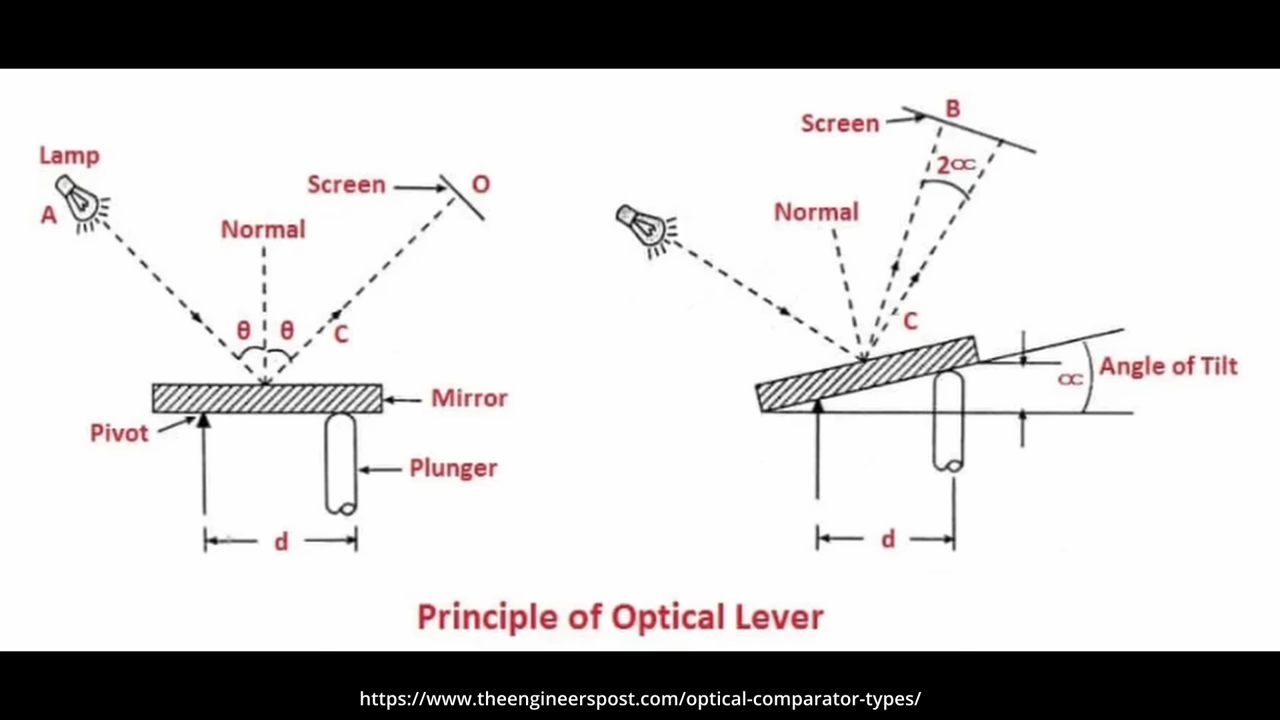 Lamp
A
Screen
O
Normal
θ
θ
C
Mirror
Pivot
Plunger
d
Screen
B
2∝
Normal
C
∝
Angle of Tilt
d
Principle of Optical Lever
https://www.theengineerspost.com/optical-comparator-types/